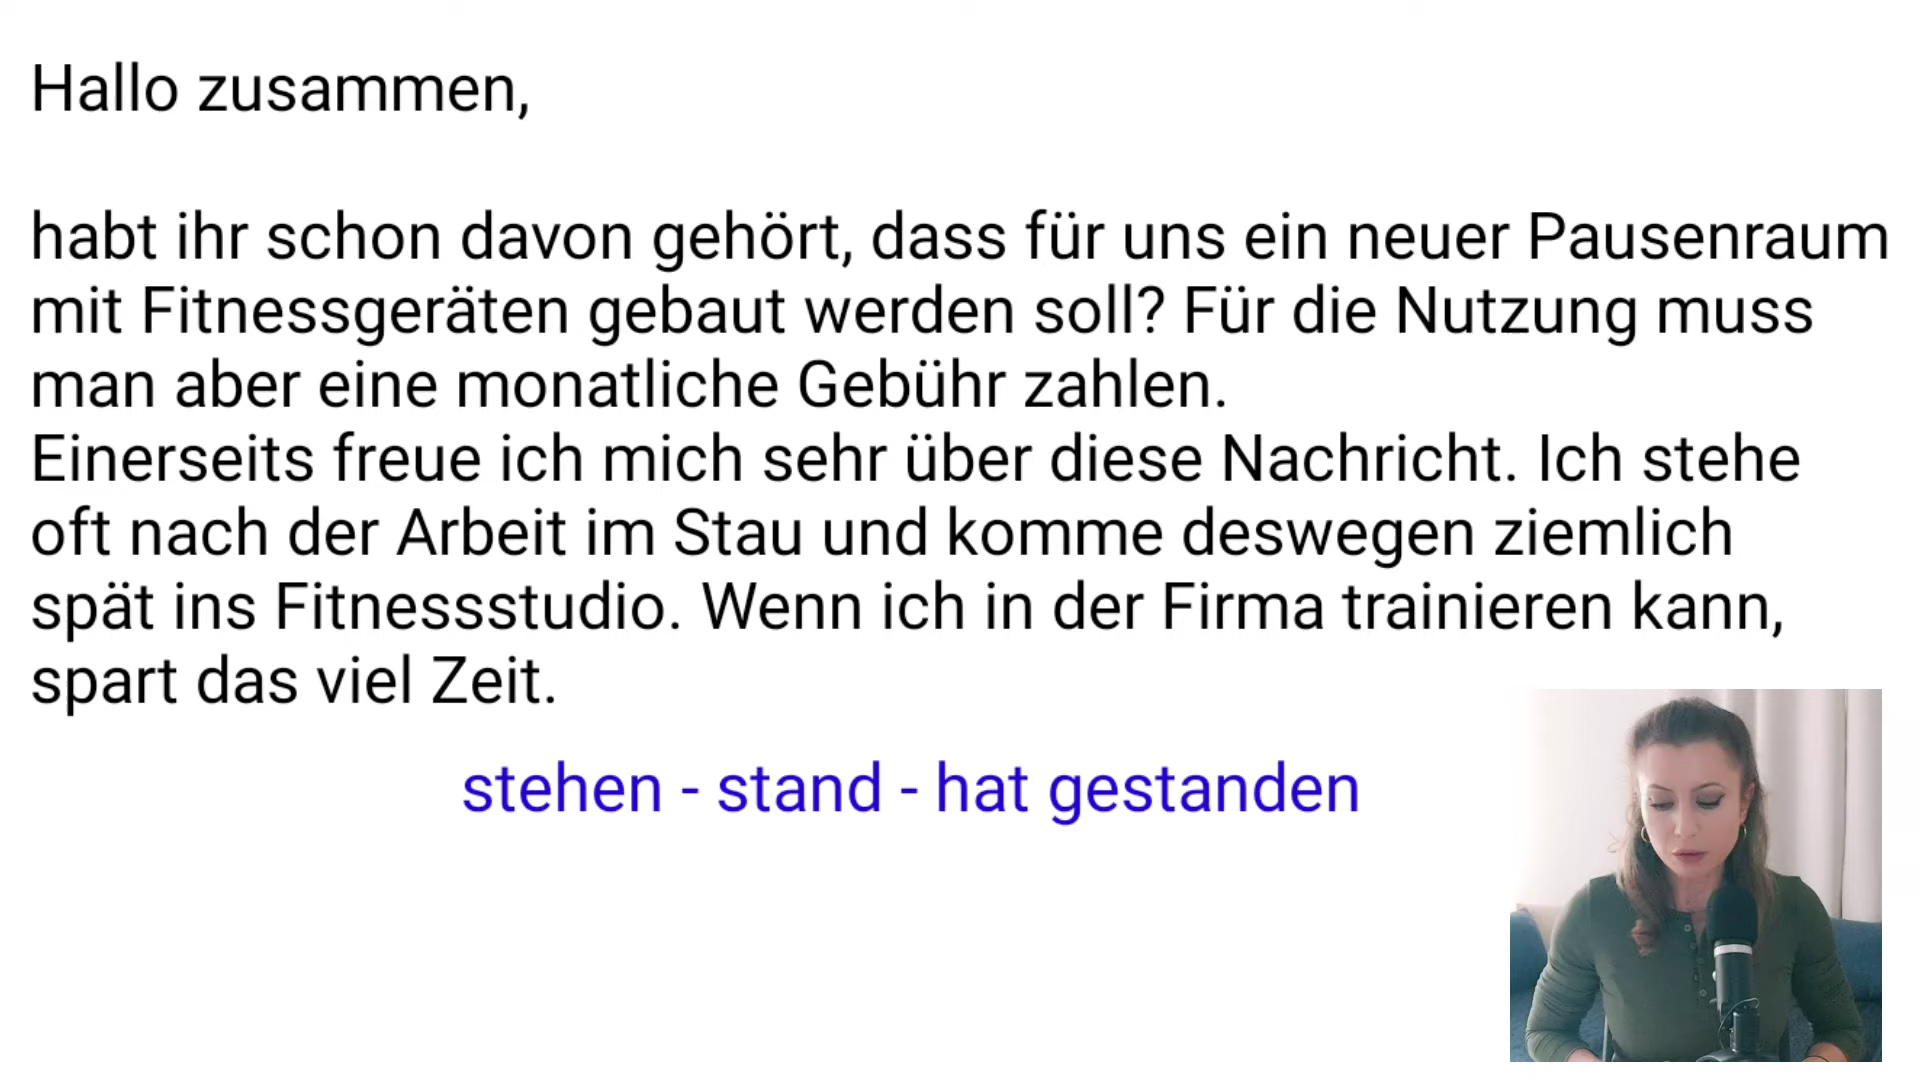 Hallo zusammen,
habt ihr schon davon gehört, dass für uns ein neuer Pausenraum
mit Fitnessgeräten gebaut werden soll? Für die Nutzung muss
man aber eine monatliche Gebühr zahlen.
Einerseits freue ich mich sehr über diese Nachricht. Ich stehe
oft nach der Arbeit im Stau und komme deswegen ziemlich
spät ins Fitnessstudio. Wenn ich in der Firma trainieren kann,
spart das viel Zeit.
stehen - stand - hat gestanden